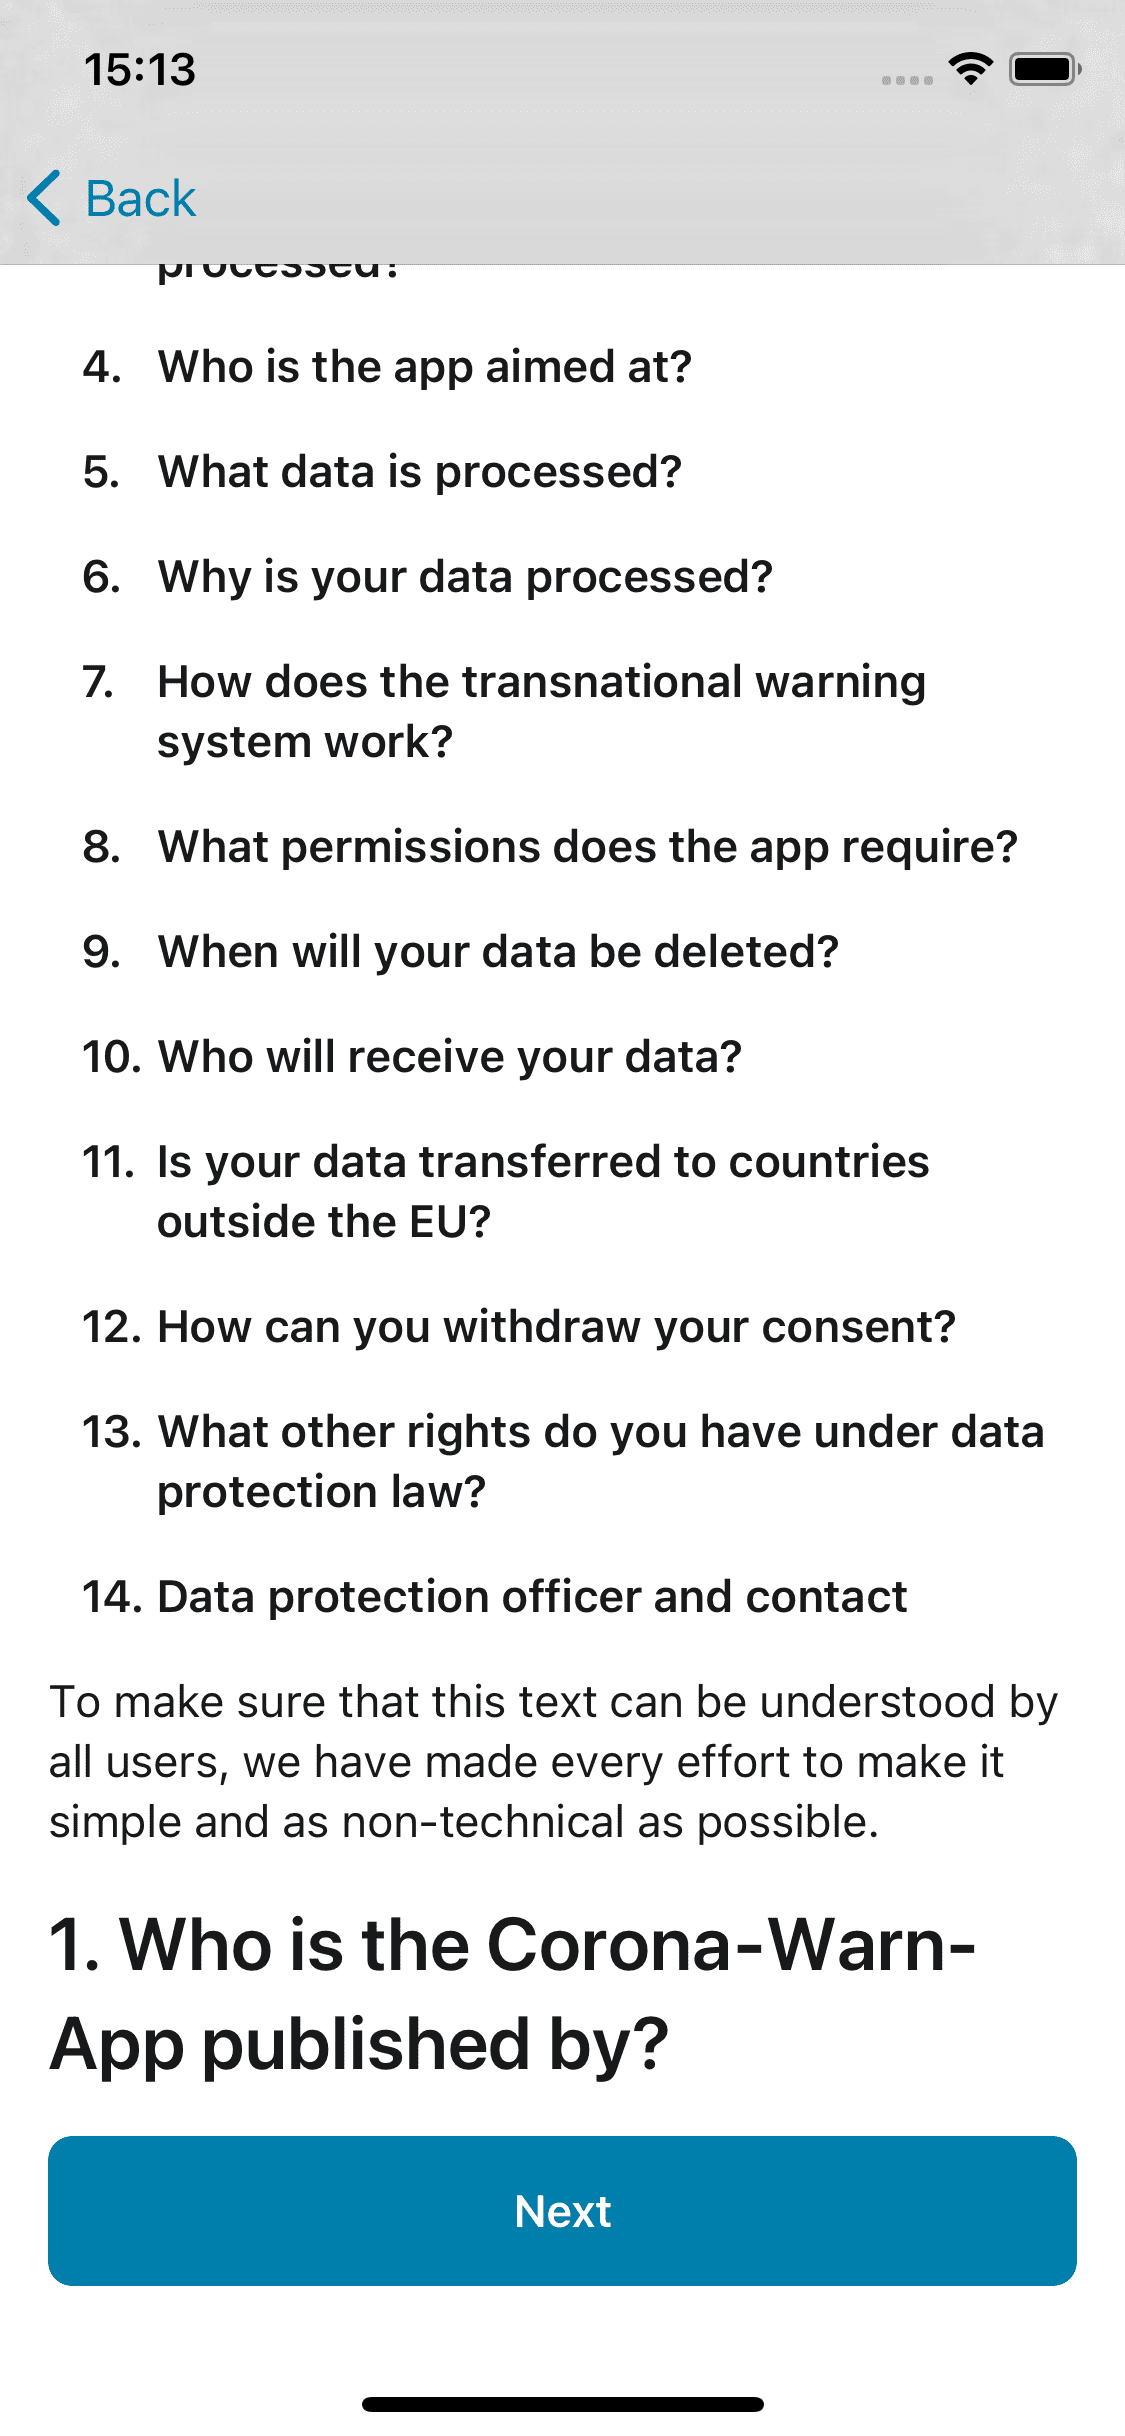 15:13
Back
processed?
4. Who is the app aimed at?
5. What data is processed?
6. Why is your data processed?
7. How does the transnational warning
system work?
8. What permissions does the app require?
9. When will your data be deleted?
10. Who will receive your data?
11. Is your data transferred to countries
outside the EU?
12. How can you withdraw your consent?
13. What other rights do you have under data
protection law?
14. Data protection officer and contact
To make sure that this text can be understood by
all users, we have made every effort to make it
simple and as non-technical as possible.
1. Who is the Corona-Warn-
App published by?
Next